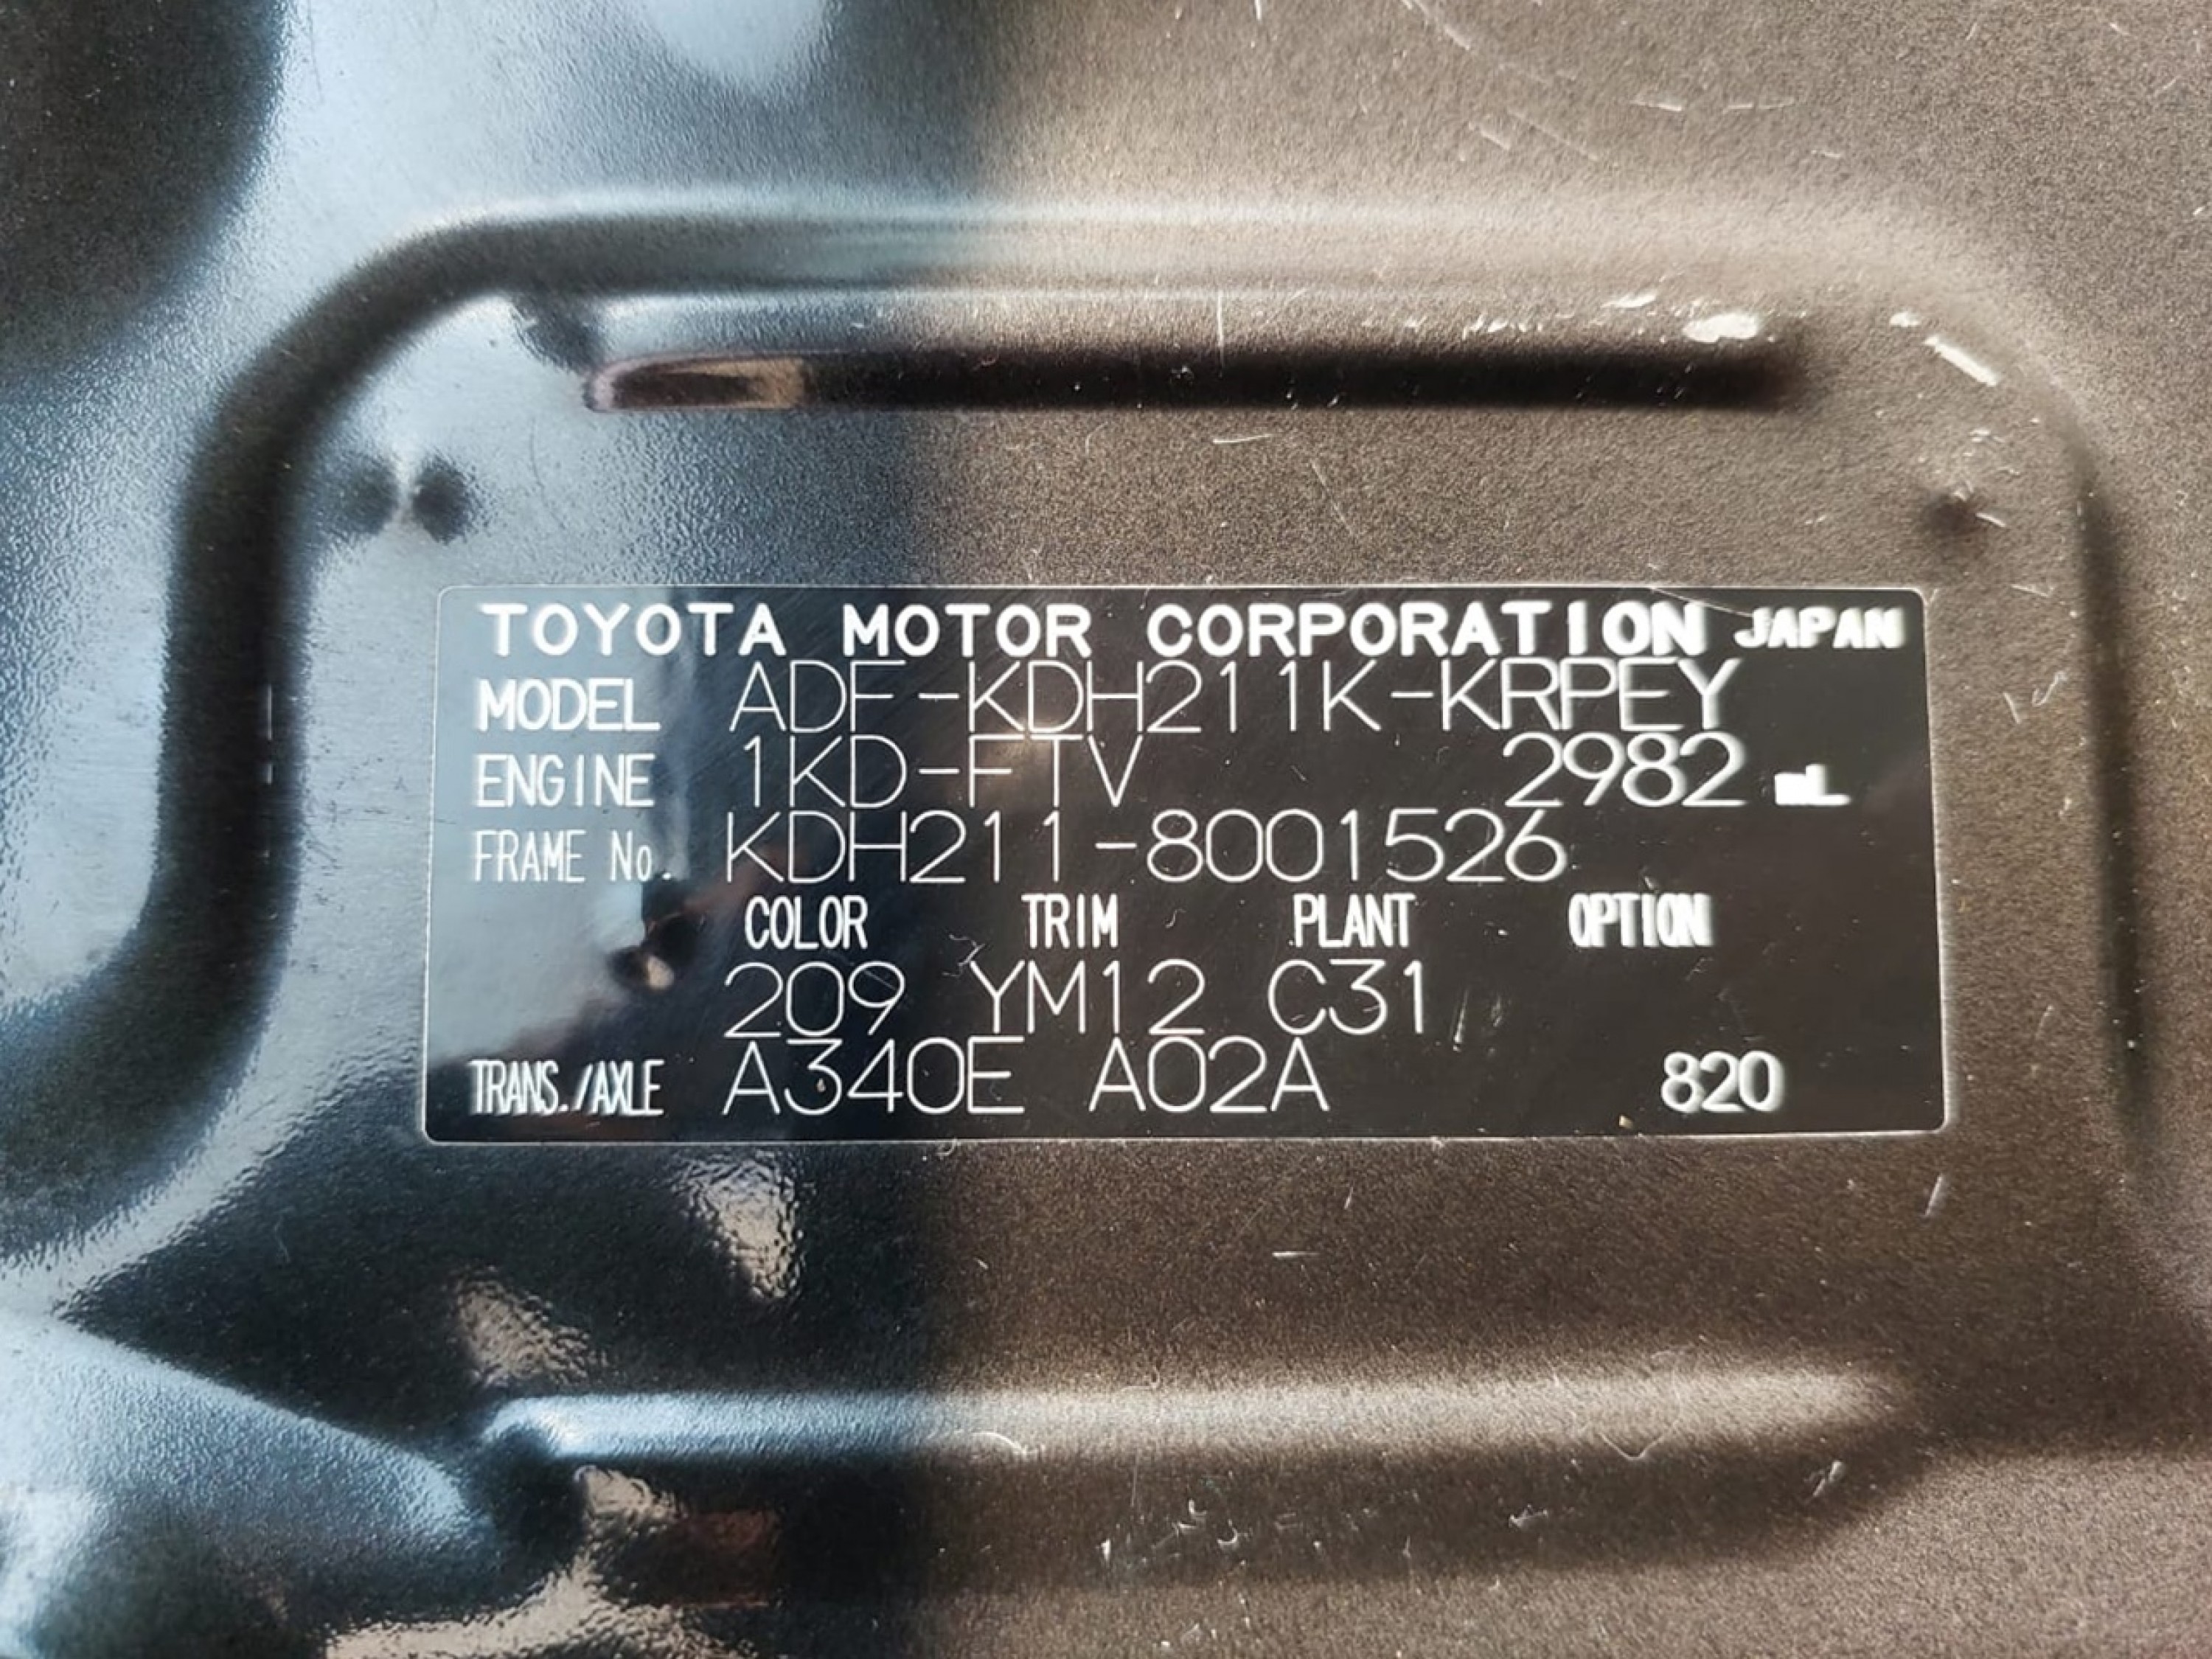 TOYOTA MOTOR CORPORATION JAPAN
MODEL ADF-KDH211K-KRPEY
ENGINE 1KD-FTV 2982 mL
FRAME No. KDH211-8001526
COLOR TRIM PLANT OPTION
209 YM12 C31
TRANS./AXLE A340E A02A 820